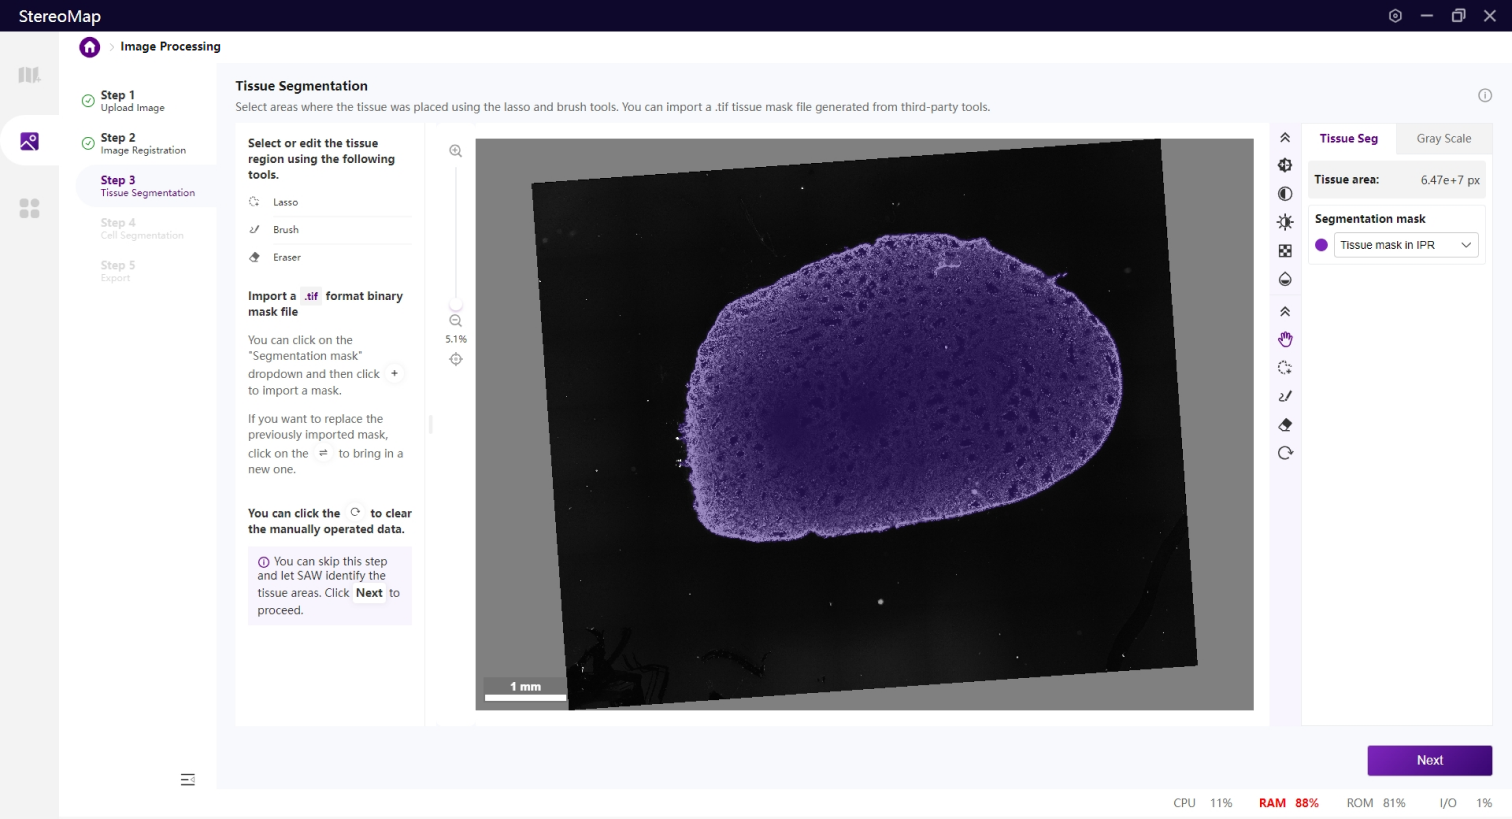 StereoMap
Image Processing
Step 1
Upload Image
Step 2
Image Registration
Step 3
Tissue Segmentation
Step 4
Cell Segmentation
Step 5
Export
Tissue Segmentation
Select areas where the tissue was placed using the lasso and brush tools. You can import a .tif tissue mask file generated from third-party tools.
Select or edit the tissue
region using the following
tools.
Lasso
Brush
Eraser
Import a .tif format binary
mask file
You can click on the
"Segmentation mask"
dropdown and then click +
to import a mask.
If you want to replace the
previously imported mask,
click on the ⇌ to bring in a
new one.
You can click the to clear
the manually operated data.
You can skip this step
and let SAW identify the
tissue areas. Click Next to
proceed.
5.1%
1 mm
Tissue Seg
Gray Scale
Tissue area: 6.47e+7 px
Segmentation mask
Tissue mask in IPR
Next
CPU 11% RAM 88% ROM 81% I/O 1%